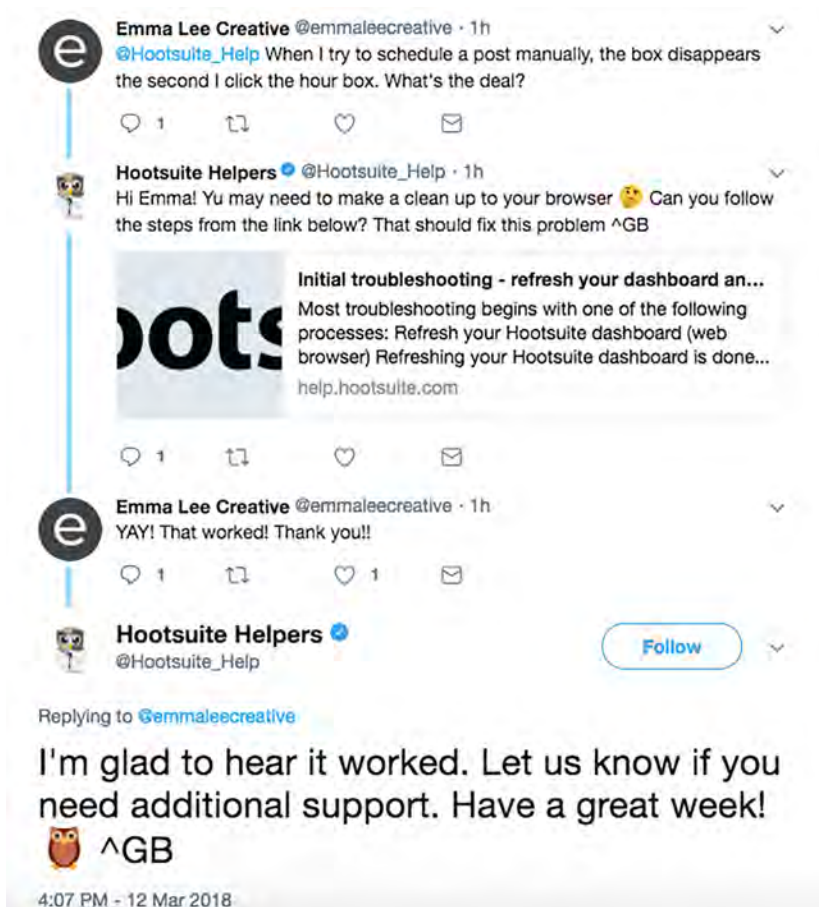 Emma Lee Creative @emmaleecreative · 1h
@Hootsuite_Help When I try to schedule a post manually, the box disappears
the second I click the hour box. What's the deal?
1
Hootsuite Helpers @Hootsuite_Help · 1h
Hi Emma! Yu may need to make a clean up to your browser 🤔 Can you follow
the steps from the link below? That should fix this problem ^GB
oots
Initial troubleshooting - refresh your dashboard an...
Most troubleshooting begins with one of the following
processes: Refresh your Hootsuite dashboard (web
browser) Refreshing your Hootsuite dashboard is done...
help.hootsuite.com
1
Emma Lee Creative @emmaleecreative · 1h
YAY! That worked! Thank you!!
1 1
Hootsuite Helpers
@Hootsuite_Help
Follow
Replying to @emmaleecreative
I'm glad to hear it worked. Let us know if you
need additional support. Have a great week!
🦉 ^GB
4:07 PM - 12 Mar 2018